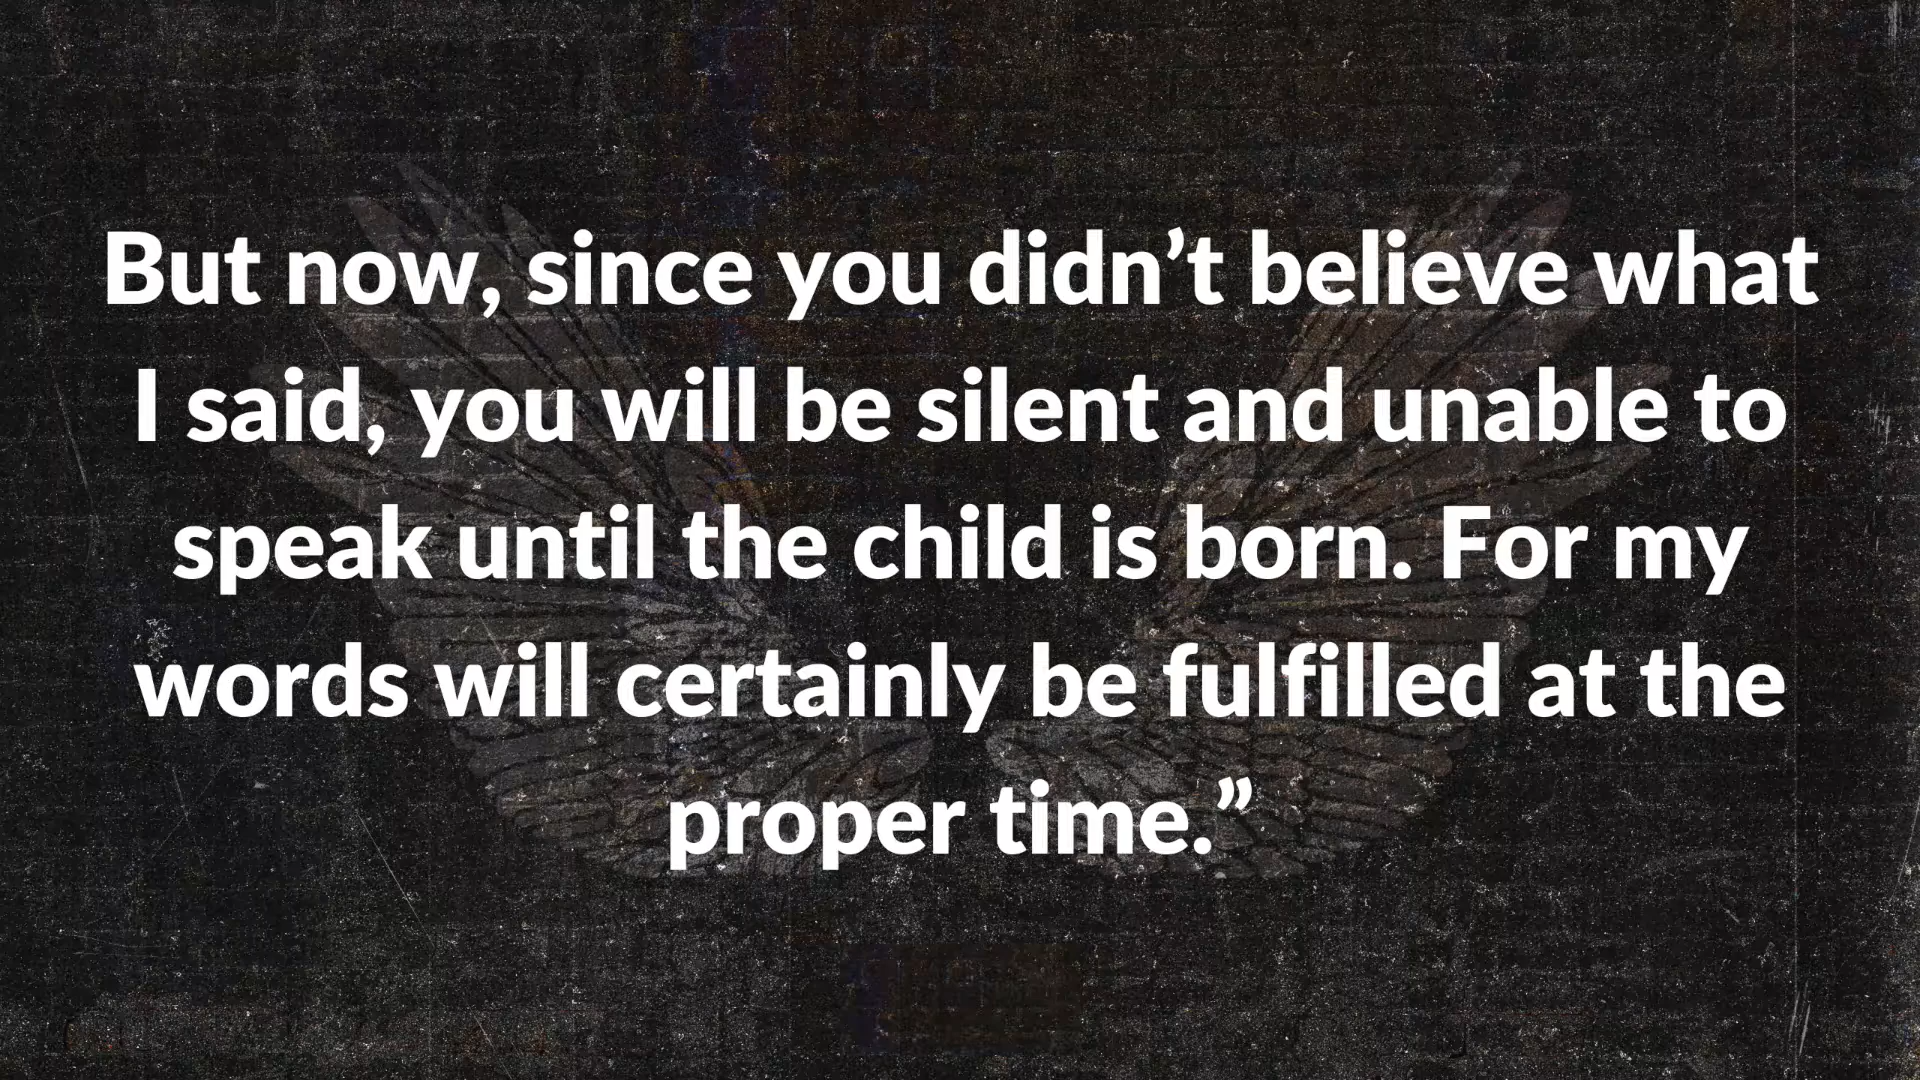 But now, since you didn’t believe what
I said, you will be silent and unable to
speak until the child is born. For my
words will certainly be fulfilled at the
proper time.”